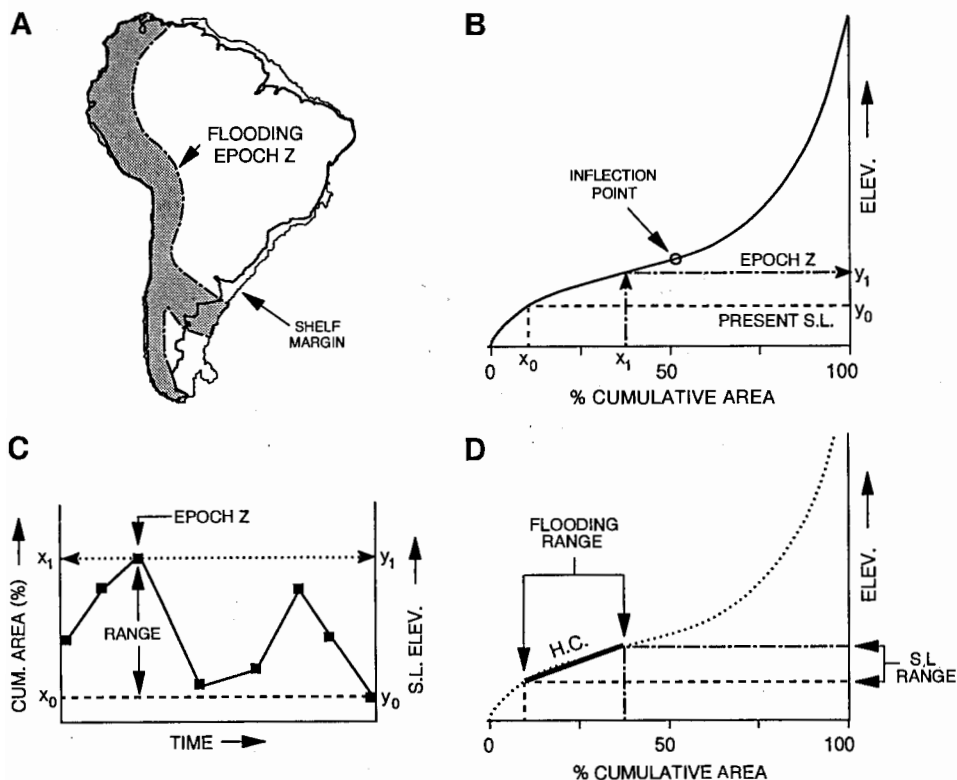 A
FLOODING
EPOCH Z
SHELF
MARGIN
B
INFLECTION
POINT
EPOCH Z
y1
PRESENT S.L.
y0
ELEV.
0
x0
x1
50
100
% CUMULATIVE AREA
C
EPOCH Z
x1
y1
RANGE
x0
y0
CUM. AREA (%)
S.L. ELEV.
TIME
D
FLOODING
RANGE
H.C.
ELEV.
S.L.
RANGE
0
50
100
% CUMULATIVE AREA